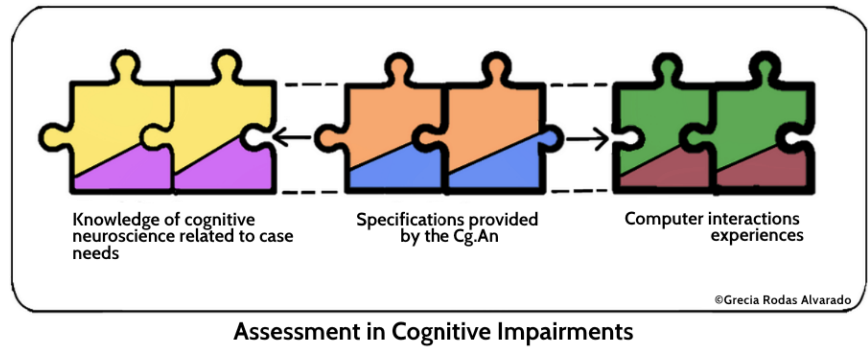 Knowledge of cognitive
neuroscience related to case
needs
Specifications provided
by the Cg.An
Computer interactions
experiences
©Grecia Rodas Alvarado
Assessment in Cognitive Impairments